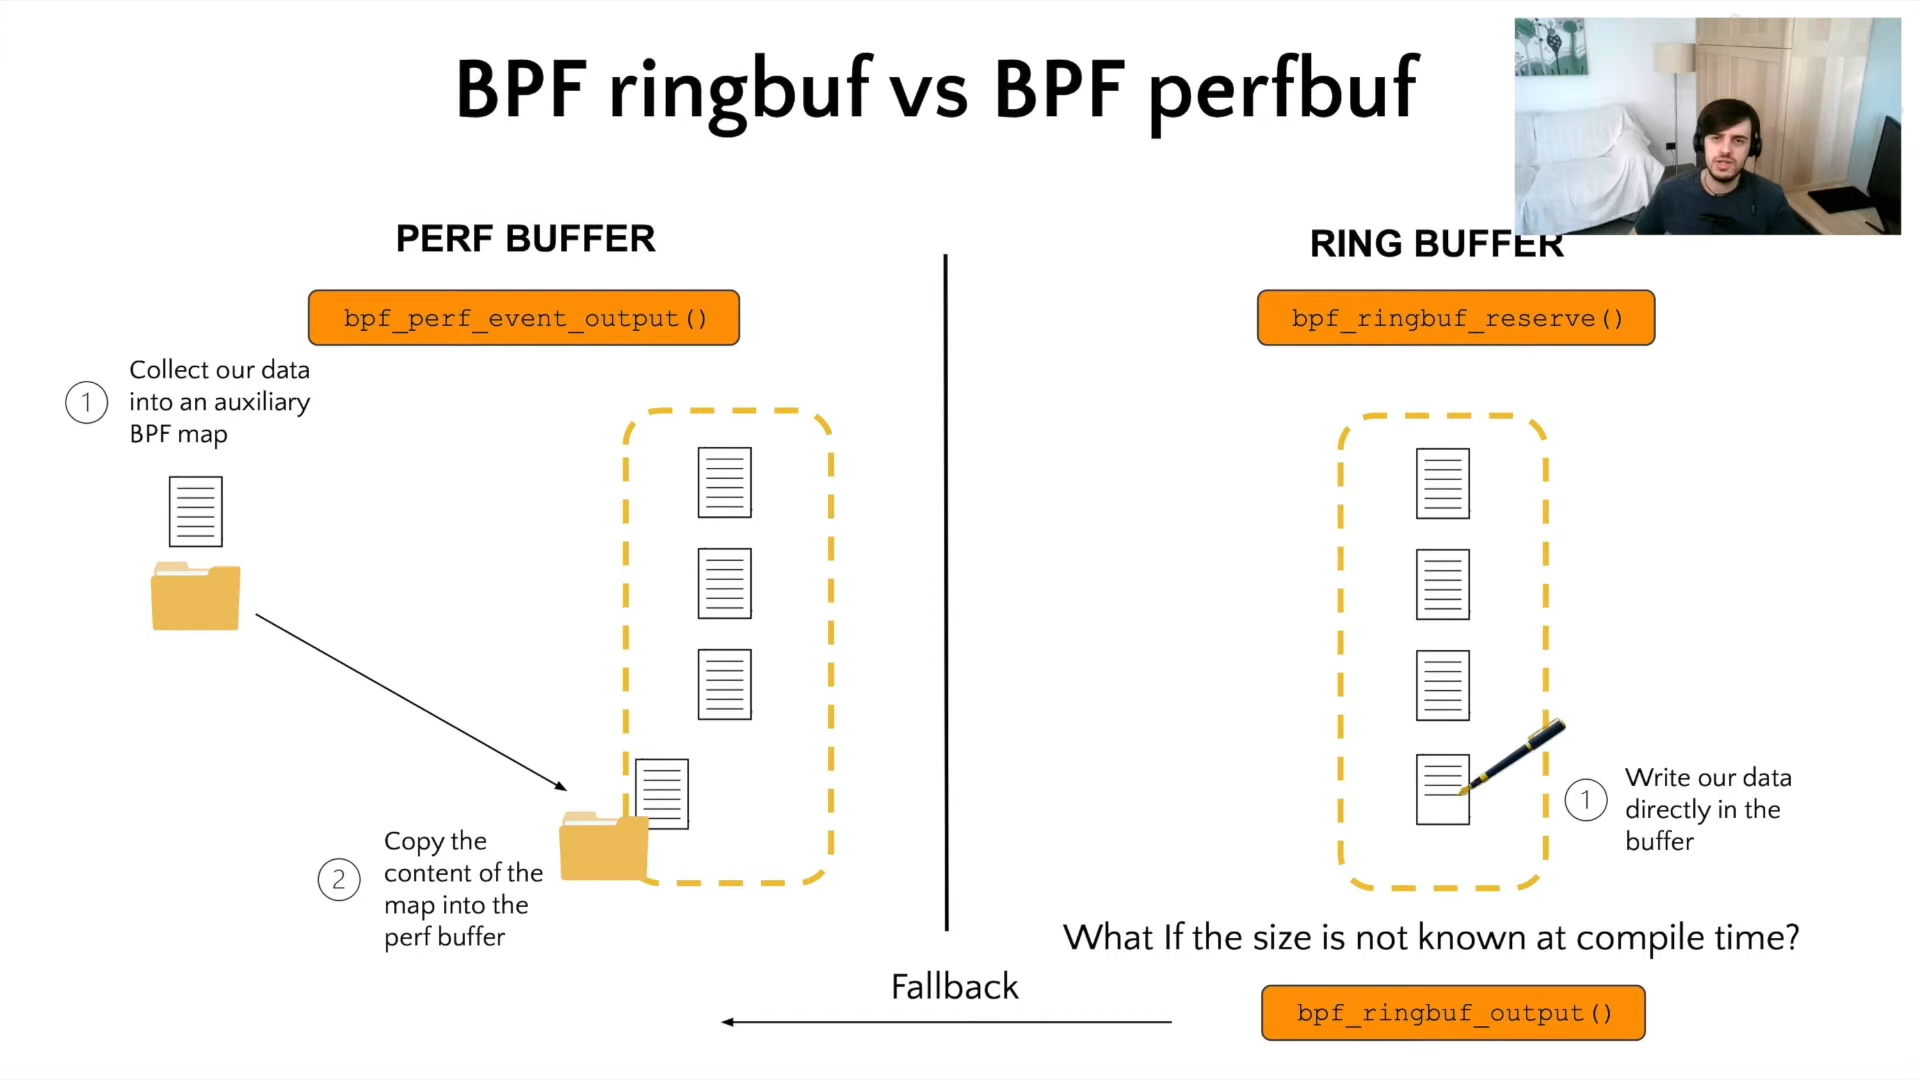 BPF ringbuf vs BPF perfbuf
PERF BUFFER
bpf_perf_event_output()
1
Collect our data
into an auxiliary
BPF map
2
Copy the
content of the
map into the
perf buffer
RING BUFFER
bpf_ringbuf_reserve()
1
Write our data
directly in the
buffer
What If the size is not known at compile time?
Fallback
bpf_ringbuf_output()